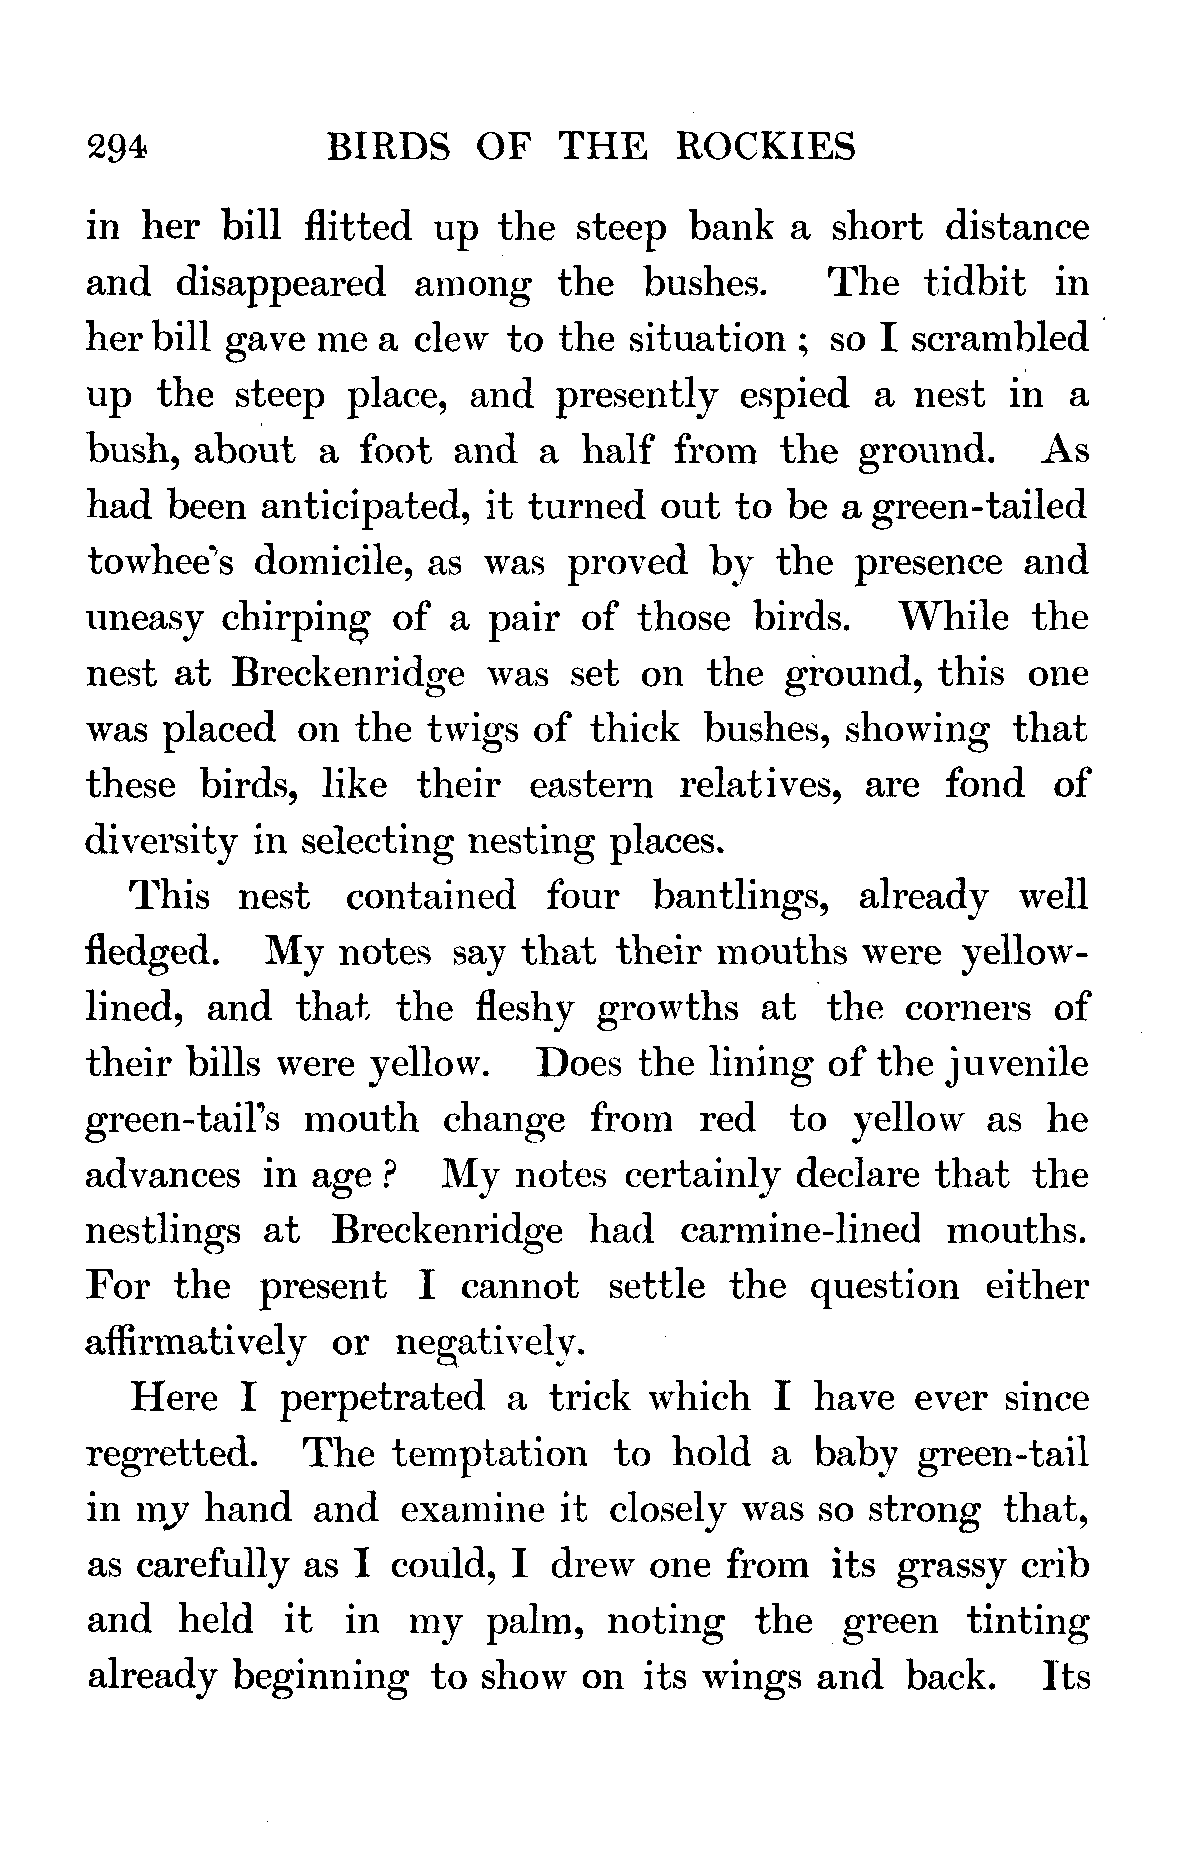 294 BIRDS OF THE ROCKIES
in her bill flitted up the steep bank a short distance
and disappeared among the bushes. The tidbit in
her bill gave me a clew to the situation ; so I scrambled
up the steep place, and presently espied a nest in a
bush, about a foot and a half from the ground. As
had been anticipated, it turned out to be a green-tailed
towhee's domicile, as was proved by the presence and
uneasy chirping of a pair of those birds. While the
nest at Breckenridge was set on the ground, this one
was placed on the twigs of thick bushes, showing that
these birds, like their eastern relatives, are fond of
diversity in selecting nesting places.
This nest contained four bantlings, already well
fledged. My notes say that their mouths were yellow-
lined, and that the fleshy growths at the corners of
their bills were yellow. Does the lining of the juvenile
green-tail's mouth change from red to yellow as he
advances in age ? My notes certainly declare that the
nestlings at Breckenridge had carmine-lined mouths.
For the present I cannot settle the question either
affirmatively or negatively.
Here I perpetrated a trick which I have ever since
regretted. The temptation to hold a baby green-tail
in my hand and examine it closely was so strong that,
as carefully as I could, I drew one from its grassy crib
and held it in my palm, noting the green tinting
already beginning to show on its wings and back. Its